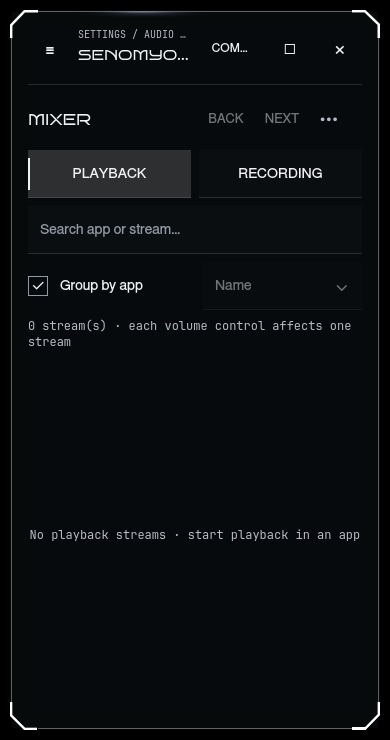 SETTINGS / AUDIO …
SENOMYO...
COM...
MIXER
BACK
NEXT
PLAYBACK
RECORDING
Search app or stream...
Group by app
Name
0 stream(s) · each volume control affects one
stream
No playback streams · start playback in an app